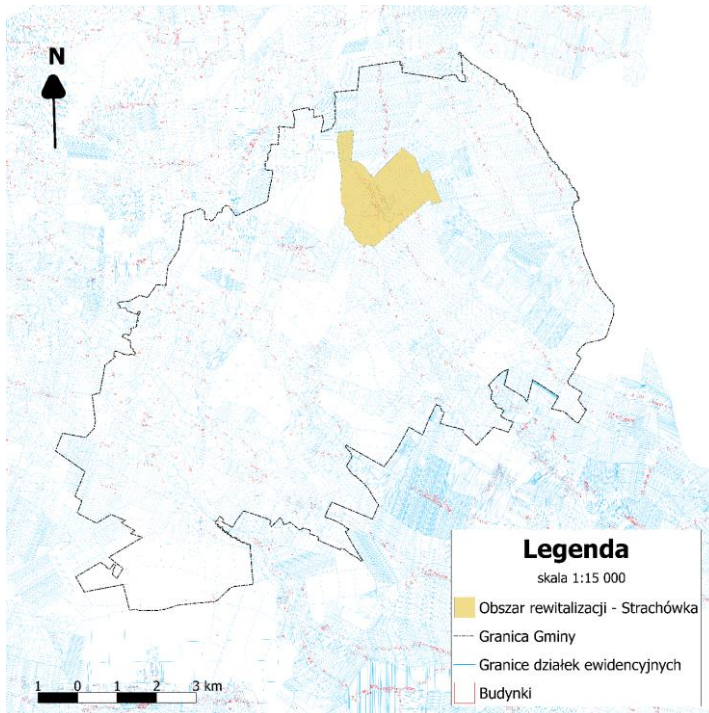 N
Legenda
skala 1:15 000
Obszar rewitalizacji - Strachówka
Granica Gminy
Granice działek ewidencyjnych
Budynki
1 0 1 2 3 km